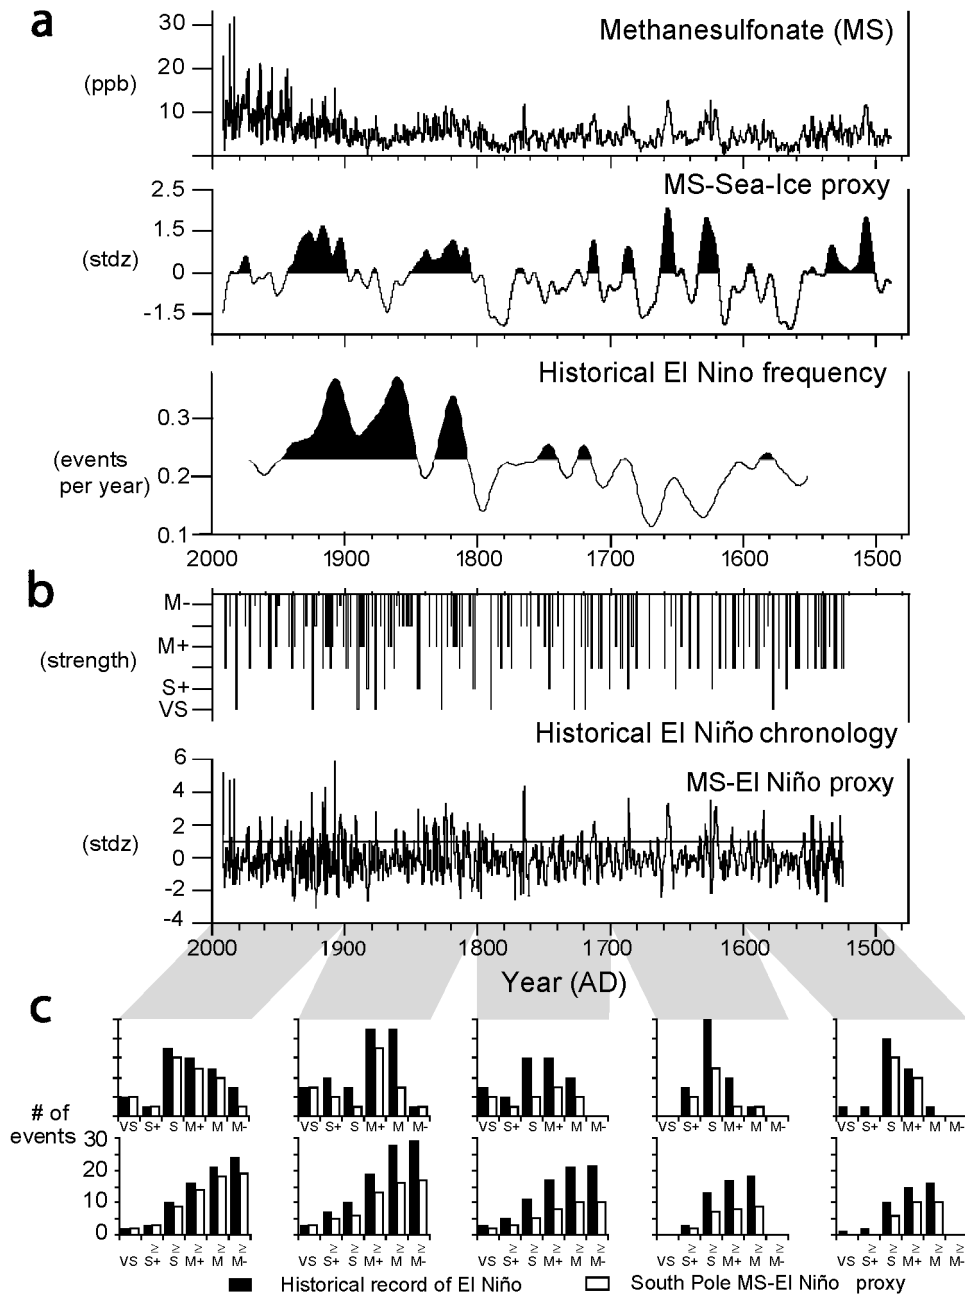 a
Methanesulfonate (MS)
30
20
10
(ppb)
MS-Sea-Ice proxy
2.5
1.5
0
-1.5
(stdz)
Historical El Nino frequency
0.3
0.2
0.1
(events
per year)
2000 1900 1800 1700 1600 1500
b
M-
M+
S+
VS
(strength)
Historical El Niño chronology
MS-El Niño proxy
6
4
2
0
-2
-4
(stdz)
2000 1900 1800 1700 1600 1500
Year (AD)
c
VS S+ S M+ M M- VS S+ S M+ M M- VS S+ S M+ M M- VS S+ S M+ M M- VS S+ S M+ M M-
# of
events
30
20
10
0
≥ ≥ ≥ ≥ ≥ ≥ ≥ ≥ ≥ ≥ ≥ ≥ ≥ ≥ ≥ ≥ ≥ ≥ ≥ ≥ ≥ ≥ ≥ ≥ ≥
VS S+ S M+ M M- VS S+ S M+ M M- VS S+ S M+ M M- VS S+ S M+ M M- VS S+ S M+ M M-
Historical record of El Niño South Pole MS-El Niño proxy